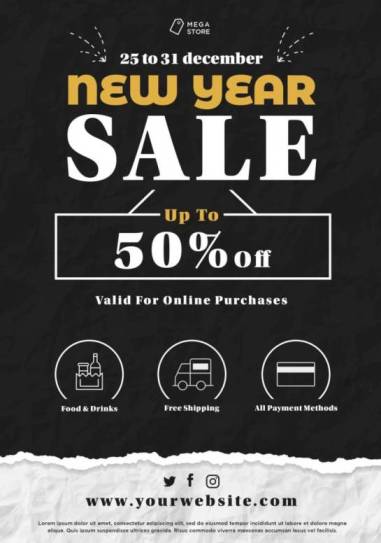 MEGA
STORE
25 to 31 december
NEW YEAR
SALE
Up To
50% Off
Valid For Online Purchases
Food & Drinks
Free Shipping
All Payment Methods
www.yourwebsite.com
Lorem ipsum dolor sit amet, consectetur adipiscing elit, sed do eiusmod tempor incididunt ut labore et dolore magna
aliqua. Quis ipsum suspendisse ultrices gravida. Risus commodo viverra maecenas accumsan lacus vel facilisis.